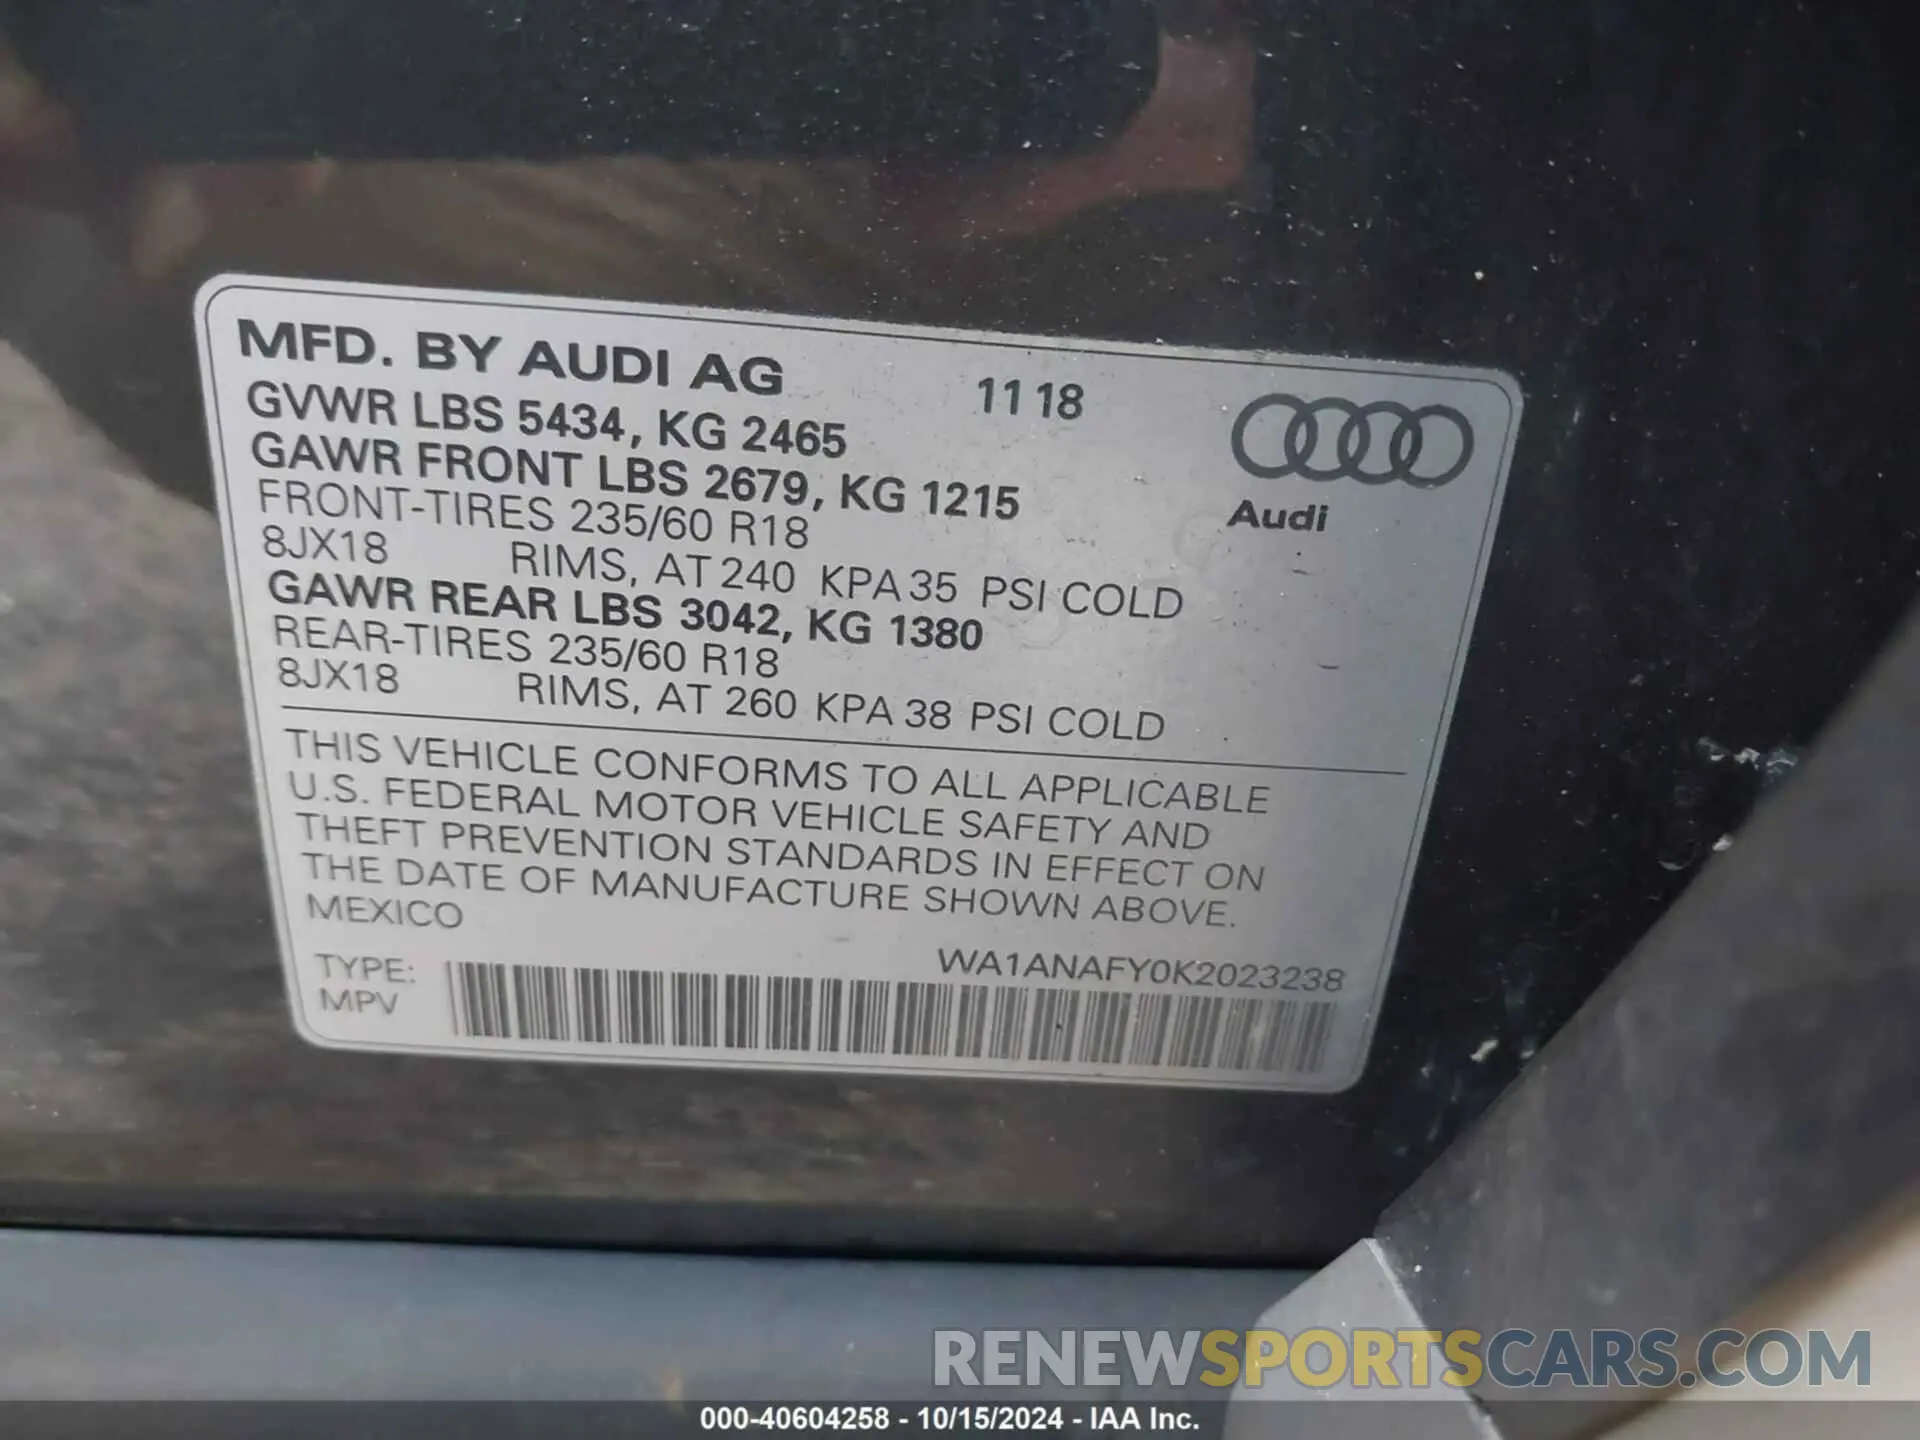 MFD. BY AUDI AG 11 18
GVWR LBS 5434, KG 2465
GAWR FRONT LBS 2679, KG 1215
Audi
FRONT-TIRES 235/60 R18
8JX18 RIMS, AT 240 KPA 35 PSI COLD
GAWR REAR LBS 3042, KG 1380
REAR-TIRES 235/60 R18
8JX18 RIMS, AT 260 KPA 38 PSI COLD
THIS VEHICLE CONFORMS TO ALL APPLICABLE
U.S. FEDERAL MOTOR VEHICLE SAFETY AND
THEFT PREVENTION STANDARDS IN EFFECT ON
THE DATE OF MANUFACTURE SHOWN ABOVE.
MEXICO
WA1ANAFY0K2023238
TYPE:
MPV
RENEWSPORTSCARS.COM
000-40604258 - 10/15/2024 - IAA Inc.